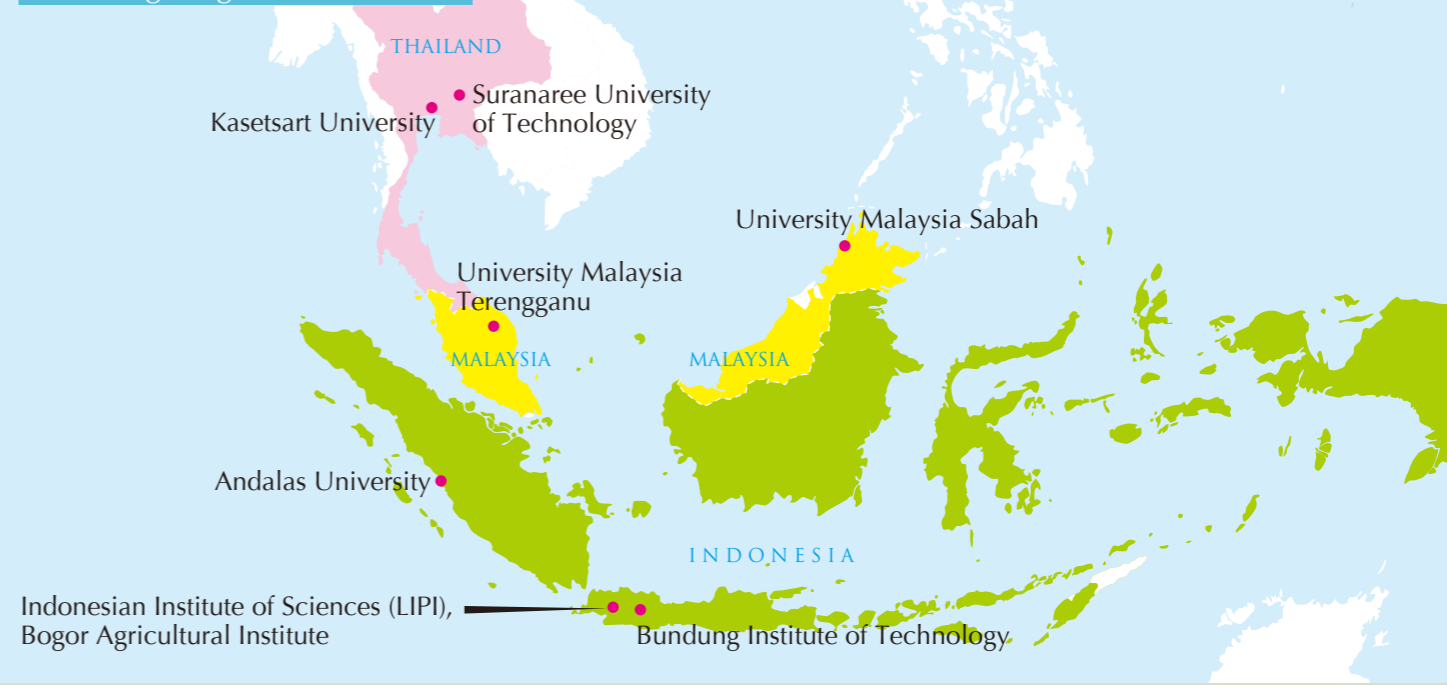 THAILAND
Suranaree University
of Technology
Kasetsart University
University Malaysia Sabah
University Malaysia
Terengganu
MALAYSIA
MALAYSIA
Andalas University
INDONESIA
Indonesian Institute of Sciences (LIPI),
Bogor Agricultural Institute
Bundung Institute of Technology